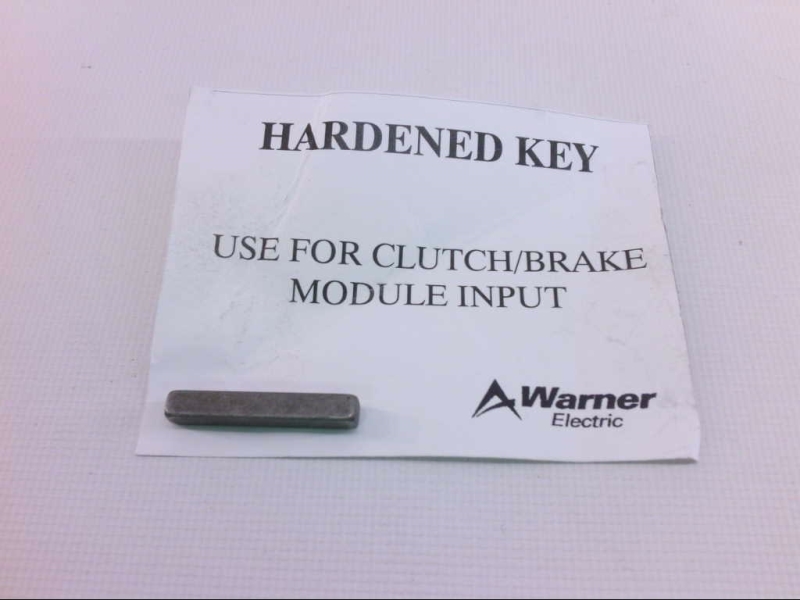 HARDENED KEY
USE FOR CLUTCH/BRAKE
MODULE INPUT
Warner
Electric